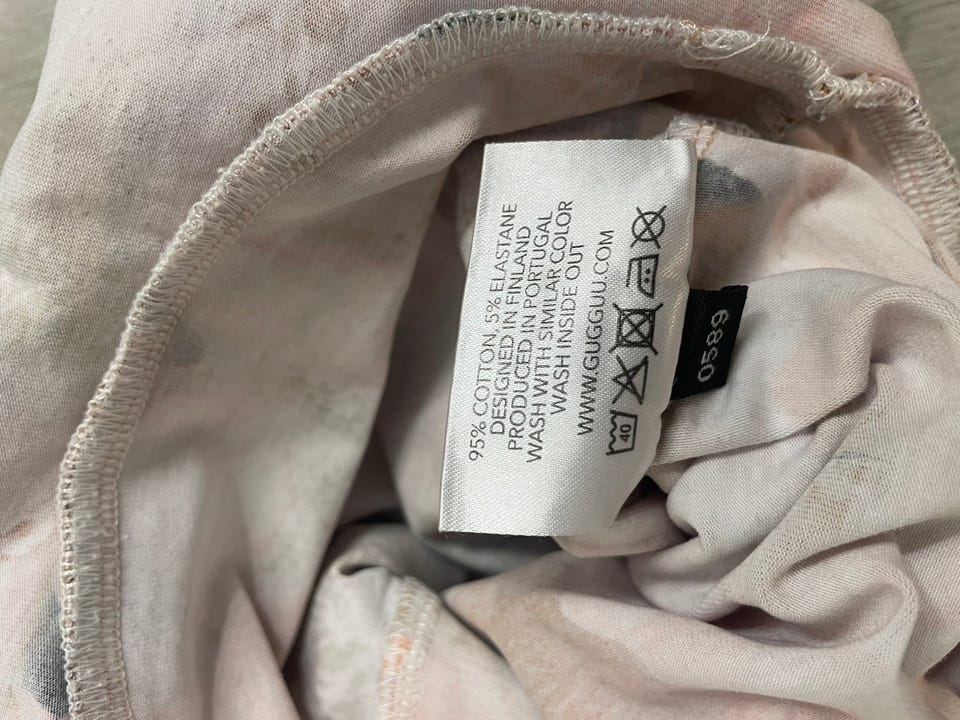 95% COTTON, 5% ELASTANE
DESIGNED IN FINLAND
PRODUCED IN PORTUGAL
WASH WITH SIMILAR COLOR
WASH INSIDE OUT
WWW.GUGGUU.COM
40
0589